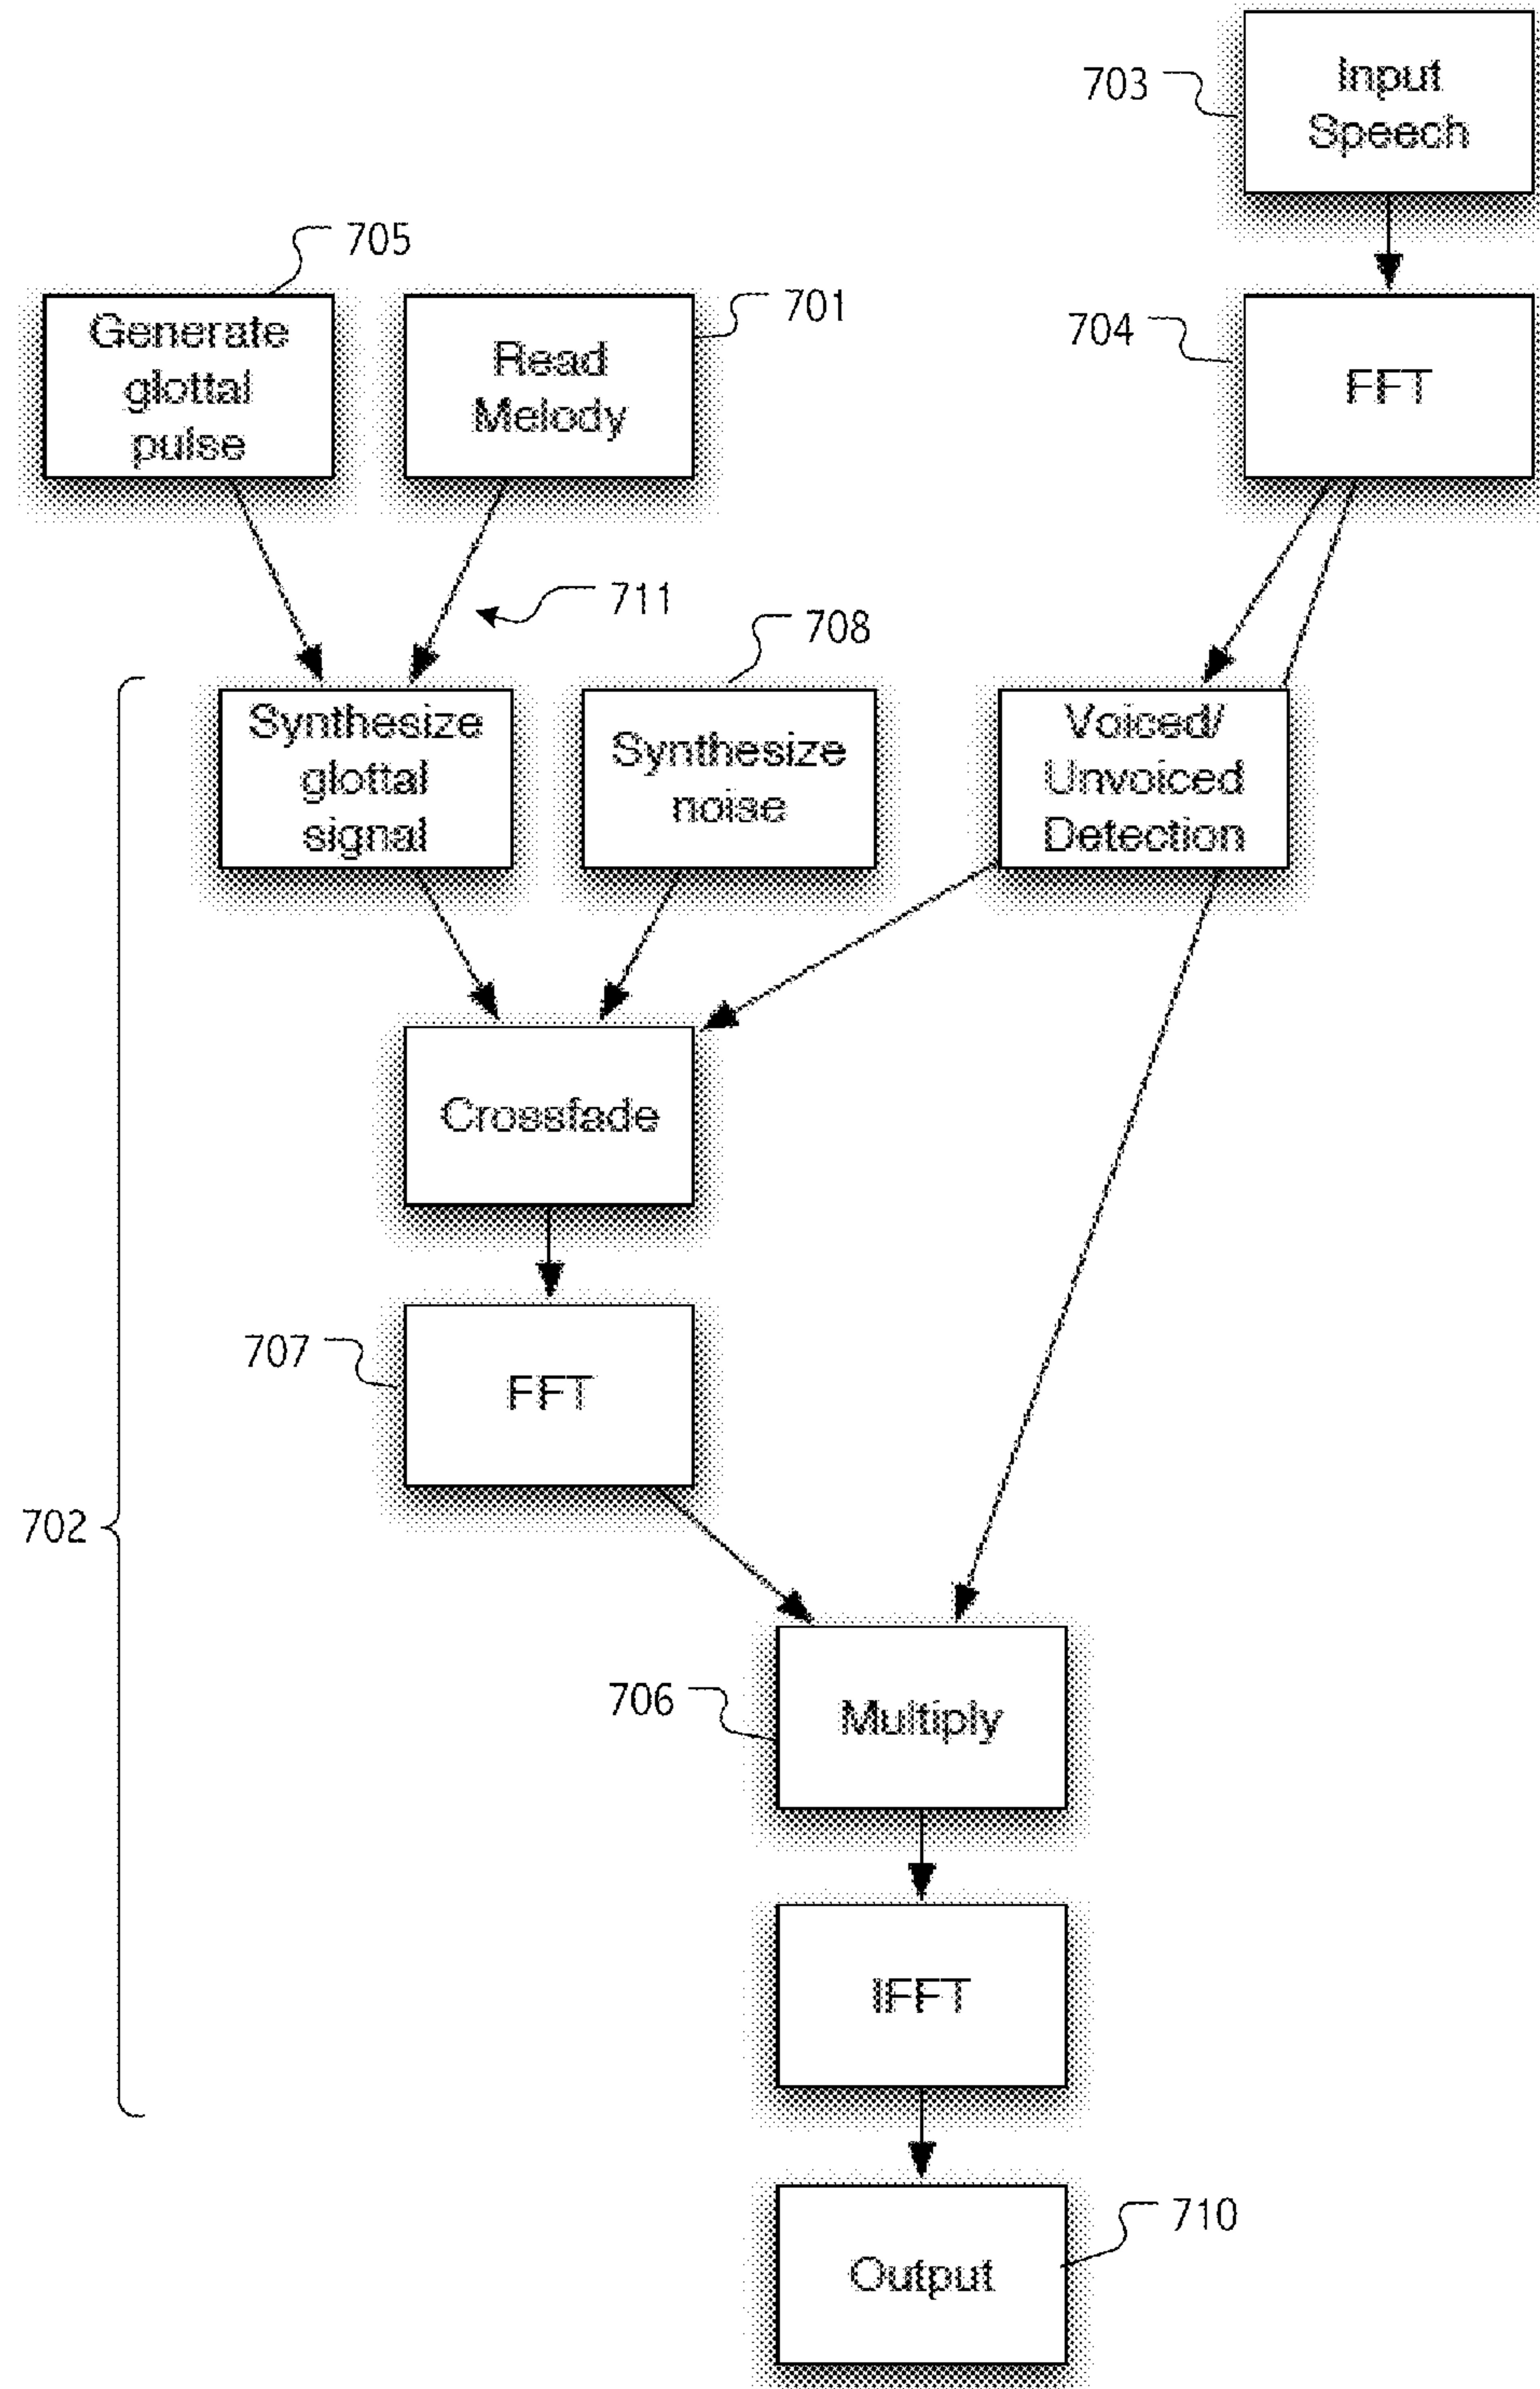 703
Input
Speech
705
701
704
Generate
glottal
pulse
Read
Melody
FFT
711
708
Synthesize
glottal
signal
Synthesize
noise
Voiced/
Unvoiced
Detection
Crossfade
707
FFT
702
706
Multiply
IFFT
710
Output